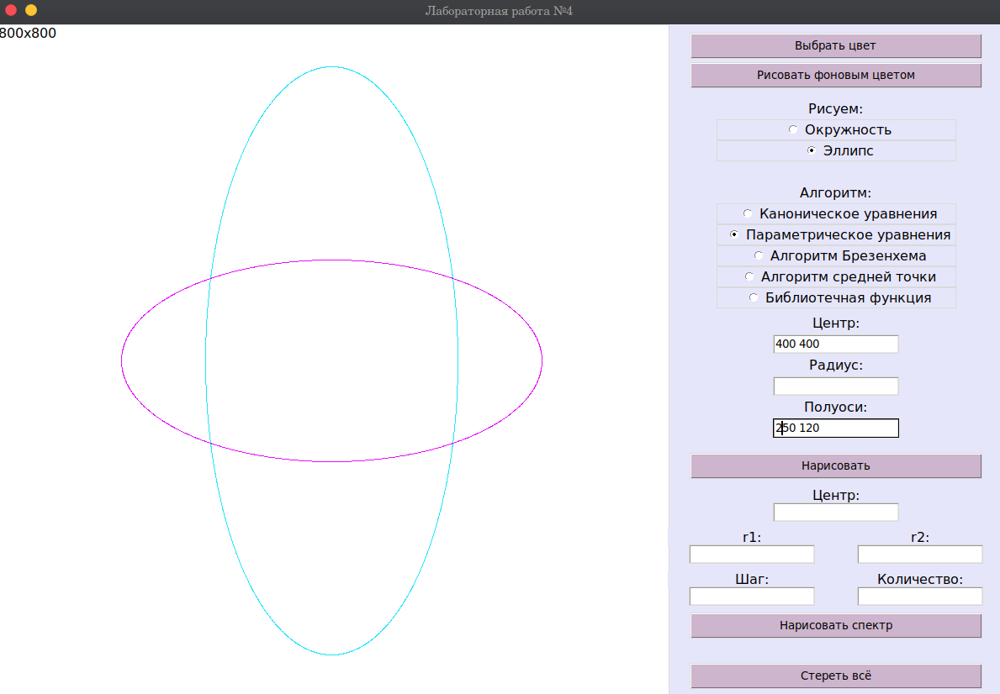 Лабораторная работа №4
800x800
Выбрать цвет
Рисовать фоновым цветом
Рисуем:
Окружность
Эллипс
Алгоритм:
Каноническое уравнения
Параметрическое уравнения
Алгоритм Брезенхема
Алгоритм средней точки
Библиотечная функция
Центр:
400 400
Радиус:
Полуоси:
250 120
Нарисовать
Центр:
r1: r2:
Шаг: Количество:
Нарисовать спектр
Стереть всё